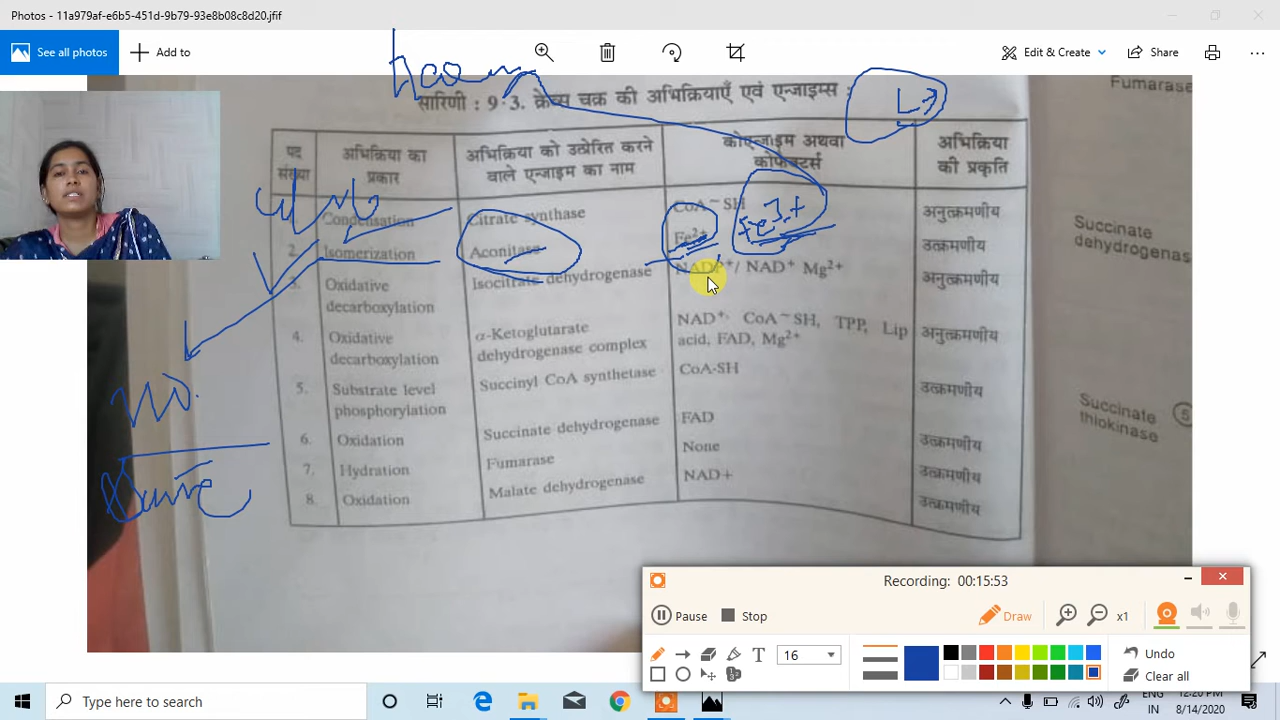 Photos - 11a979af-e6b5-451d-9b79-93e8b08c8d20.jfif
See all photos
Add to
Edit & Create
Share
सारिणी : 9·3. क्रेब्स चक्र की अभिक्रियाएँ एवं एन्जाइम्स :
पद संख्या
अभिक्रिया का प्रकार
अभिक्रिया को उत्प्रेरित करने वाले एन्जाइम का नाम
कोएन्जाइम अथवा कोफैक्टर्स
अभिक्रिया की प्रकृति
Condensation Citrate synthase CoA ~ SH अनुत्क्रमणीय
2. Isomerization Aconitase Fe2+ उत्क्रमणीय
Fe3+
3. Oxidative decarboxylation Isocitrate dehydrogenase NADP+/ NAD+ Mg2+ अनुत्क्रमणीय
4. Oxidative decarboxylation α-Ketoglutarate dehydrogenase complex NAD+ CoA ~ SH, TPP, Lip acid, FAD, Mg2+ अनुत्क्रमणीय
5. Substrate level phosphorylation Succinyl CoA synthetase CoA-SH उत्क्रमणीय
6. Oxidation Succinate dehydrogenase FAD उत्क्रमणीय
7. Hydration Fumarase None उत्क्रमणीय
8. Oxidation Malate dehydrogenase NAD+ उत्क्रमणीय
Fumarase
Succinate
dehydrogenase
Succinate
thiokinase
5
Recording: 00:15:53
Pause
Stop
Draw
x1
T
16
Undo
Clear all
Type here to search
ENG
IN
12:20 PM
8/14/2020